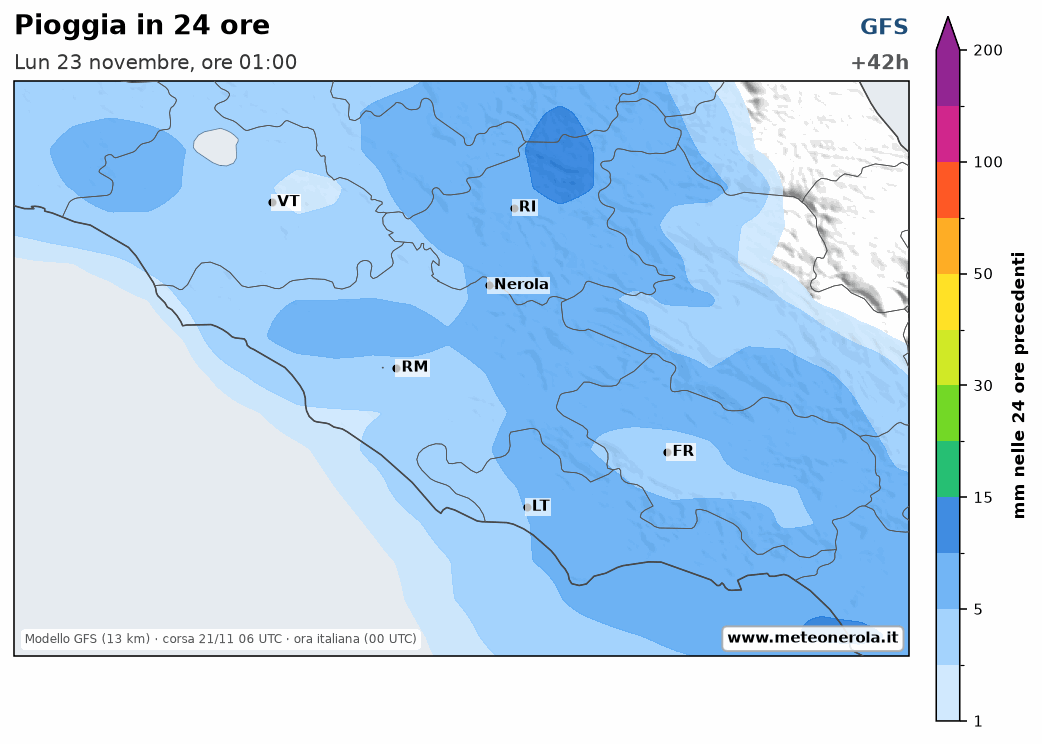 Pioggia in 24 ore
GFS
Lun 23 novembre, ore 01:00
+42h
VT
RI
Nerola
RM
FR
LT
Modello GFS (13 km) · corsa 21/11 06 UTC · ora italiana (00 UTC)
www.meteonerola.it
200
100
50
30
15
5
1
mm nelle 24 ore precedenti